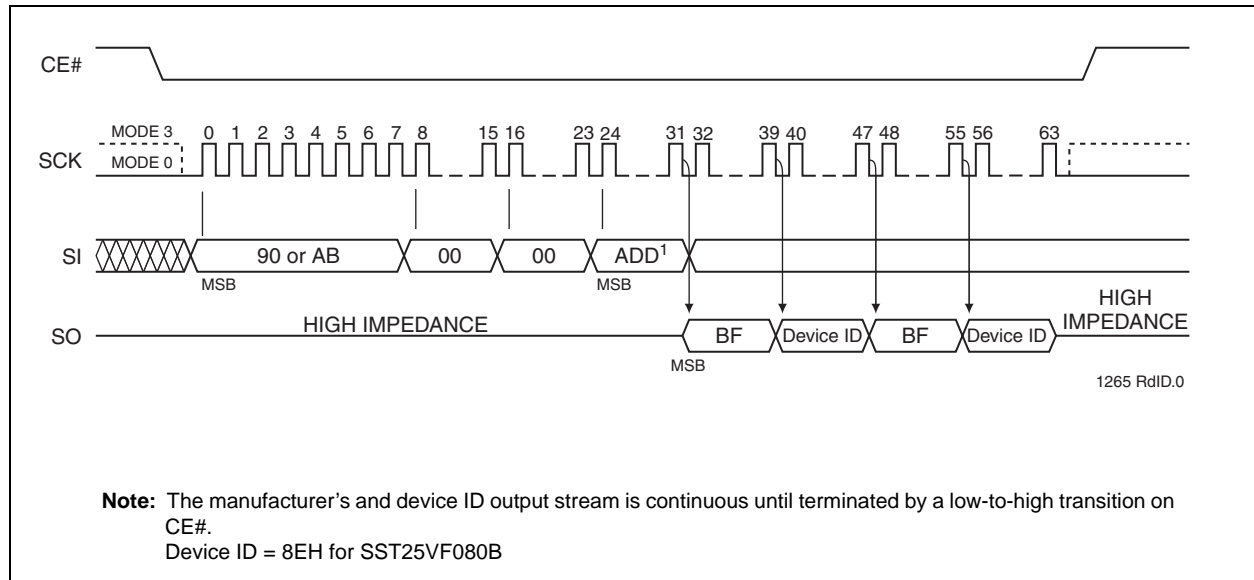 CE#
MODE 3 0 1 2 3 4 5 6 7 8 15 16 23 24 31 32 39 40 47 48 55 56 63
SCK MODE 0
SI 90 or AB 00 00 ADD1
MSB MSB
HIGH IMPEDANCE
SO HIGH IMPEDANCE BF Device ID BF Device ID
MSB
1265 RdID.0
Note: The manufacturer's and device ID output stream is continuous until terminated by a low-to-high transition on
CE#.
Device ID = 8EH for SST25VF080B